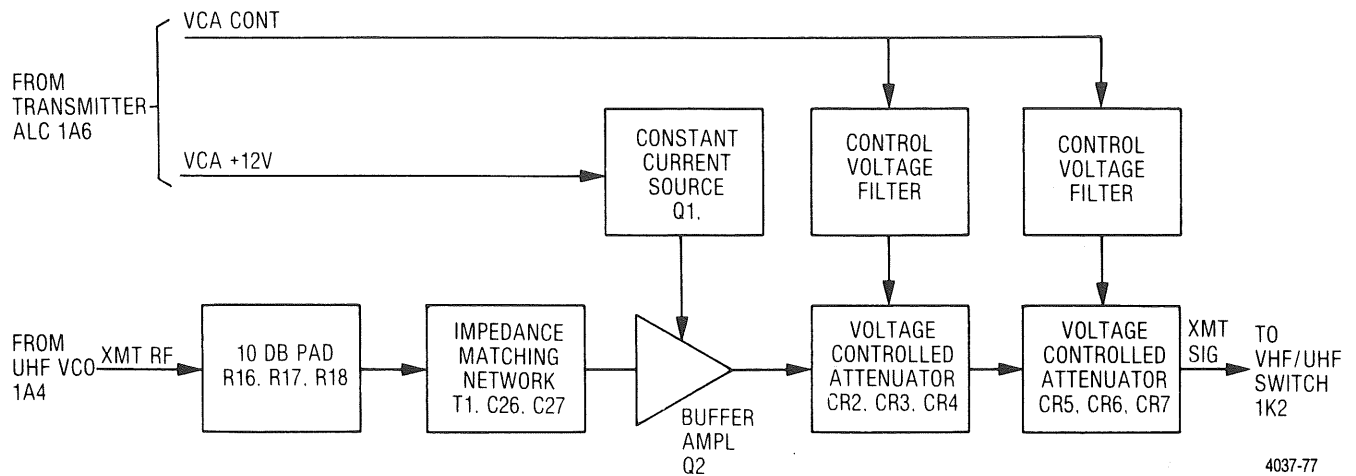 VCA CONT
FROM
TRANSMITTER
ALC 1A6
VCA +12V
CONSTANT
CURRENT
SOURCE
Q1.
CONTROL
VOLTAGE
FILTER
CONTROL
VOLTAGE
FILTER
FROM
UHF VCO
1A4
XMT RF
10 DB PAD
R16. R17. R18
IMPEDANCE
MATCHING
NETWORK
T1. C26. C27
BUFFER
AMPL
Q2
VOLTAGE
CONTROLLED
ATTENUATOR
CR2. CR3. CR4
VOLTAGE
CONTROLLED
ATTENUATOR
CR5. CR6. CR7
XMT
SIG
TO
VHF/UHF
SWITCH
1K2
4037-77